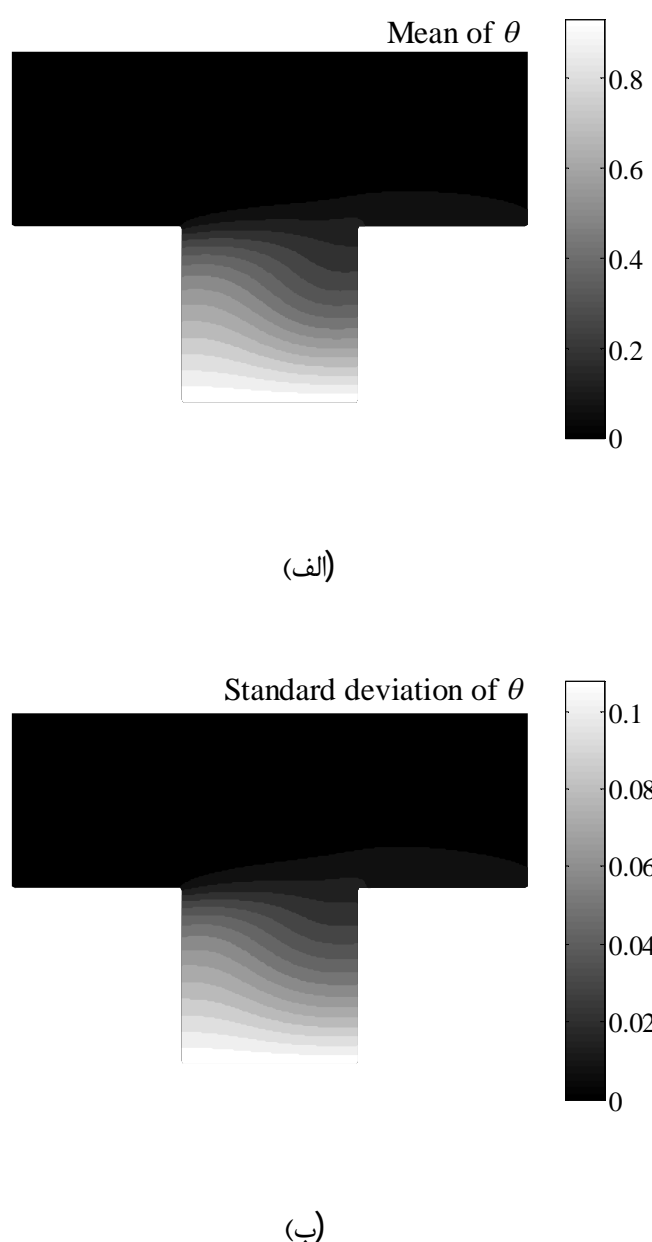 Mean of θ
0.8
0.6
0.4
0.2
0
(الف)
Standard deviation of θ
0.1
0.08
0.06
0.04
0.02
0
(ب)